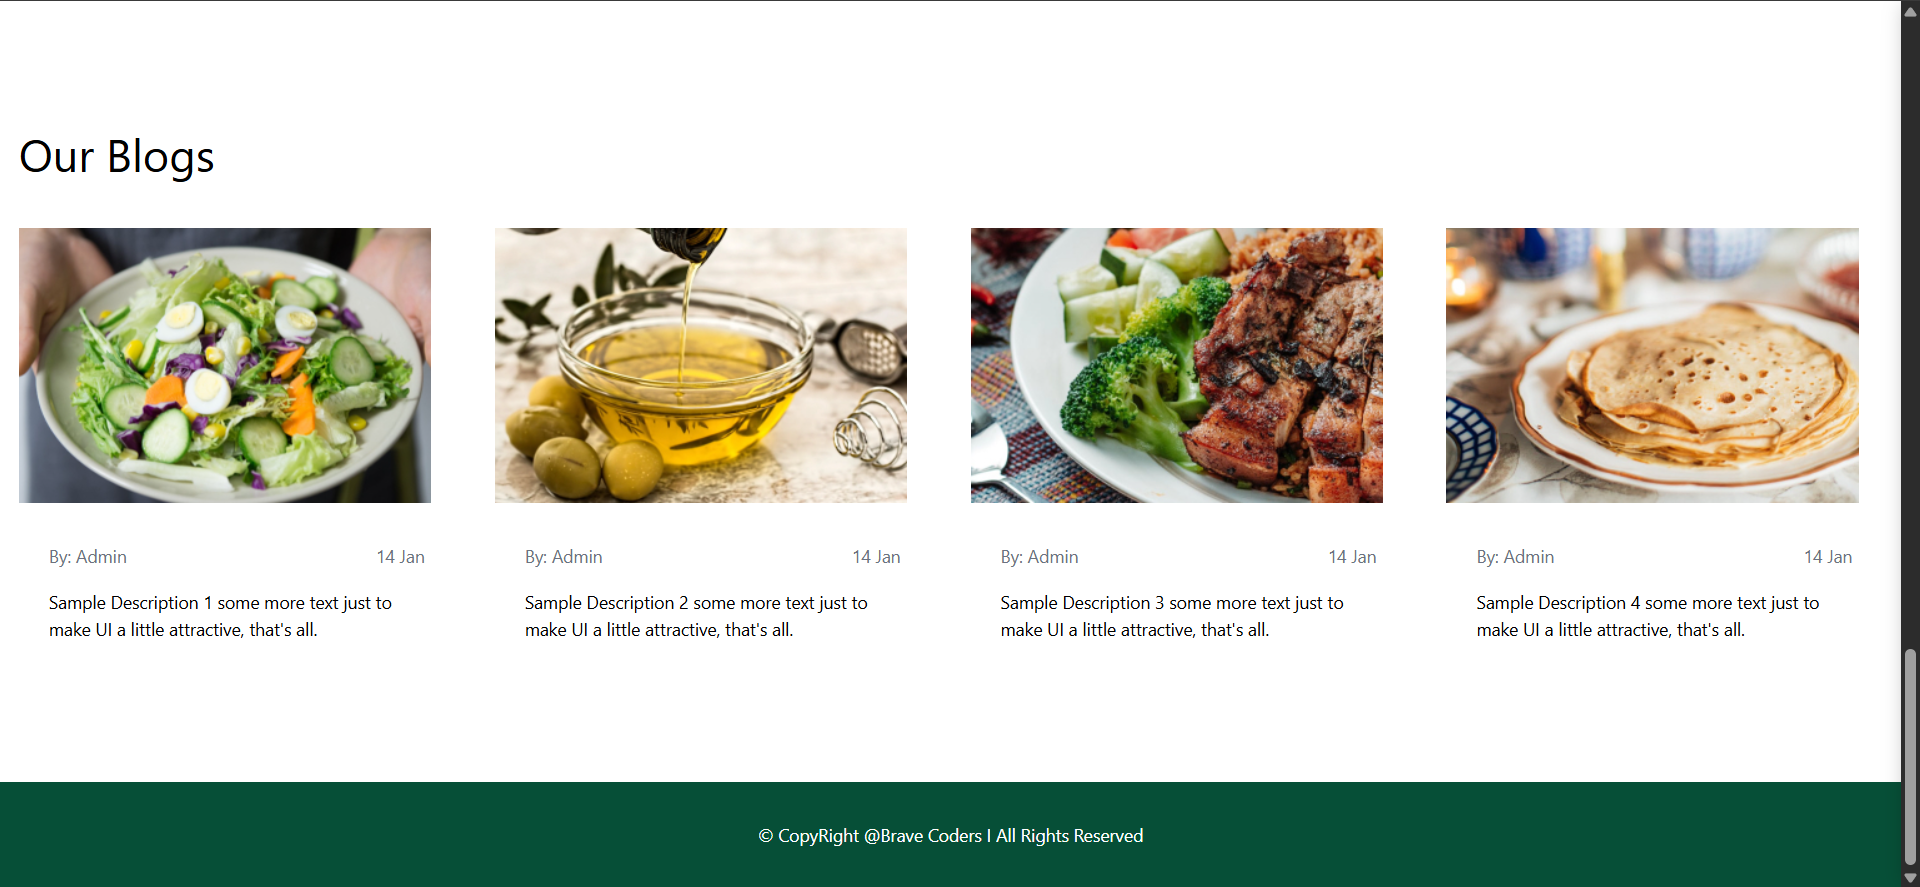 Our Blogs
By: Admin 14 Jan
Sample Description 1 some more text just to
make UI a little attractive, that's all.
By: Admin 14 Jan
Sample Description 2 some more text just to
make UI a little attractive, that's all.
By: Admin 14 Jan
Sample Description 3 some more text just to
make UI a little attractive, that's all.
By: Admin 14 Jan
Sample Description 4 some more text just to
make UI a little attractive, that's all.
© CopyRight @Brave Coders I All Rights Reserved